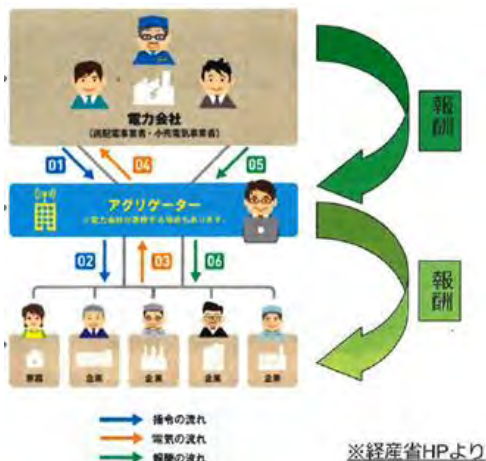 電力会社
(送配電事業者・小売電気事業者)
01
04
05
報酬
アグリゲーター
※電力会社が兼務する場合もあります。
02
03
06
報酬
家庭
企業
企業
企業
企業
指令の流れ
電気の流れ
報酬の流れ
※経産省HPより